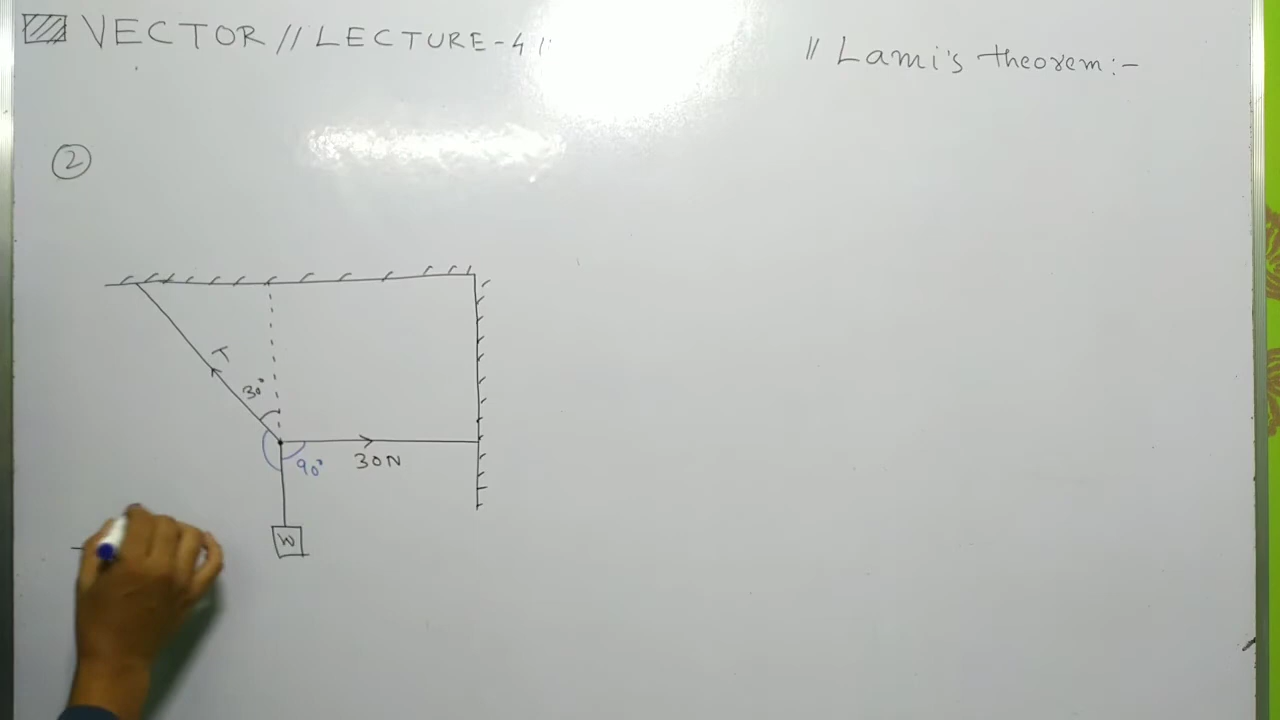 VECTOR // LECTURE-4
// Lami's theorem:-
2
T
30°
90°
30N
W